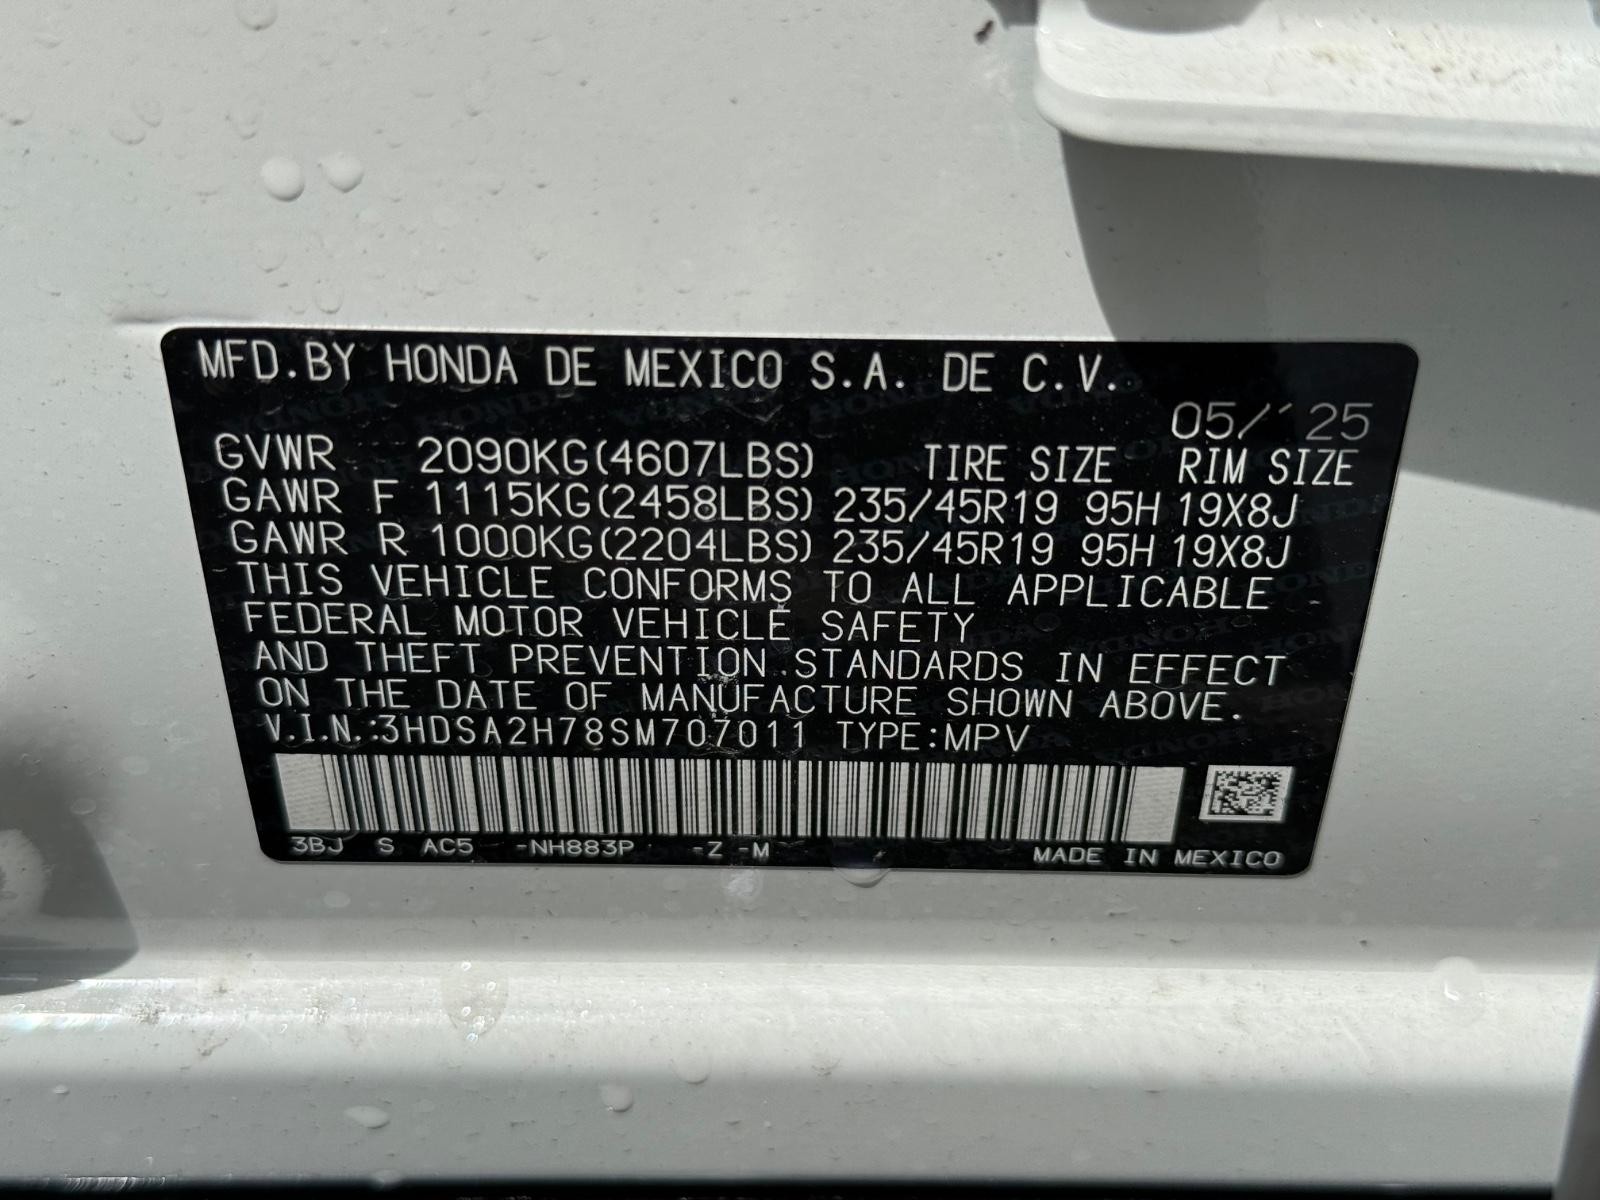 MFD.BY HONDA DE MEXICO S.A. DE C.V.
05/'25
GVWR 2090KG(4607LBS) TIRE SIZE RIM SIZE
GAWR F 1115KG(2458LBS) 235/45R19 95H 19X8J
GAWR R 1000KG(2204LBS) 235/45R19 95H 19X8J
THIS VEHICLE CONFORMS TO ALL APPLICABLE
FEDERAL MOTOR VEHICLE SAFETY
AND THEFT PREVENTION STANDARDS IN EFFECT
ON THE DATE OF MANUFACTURE SHOWN ABOVE.
V.I.N.:3HDSA2H78SM707011 TYPE:MPV
3BJ S AC5 -NH883P -Z -M MADE IN MEXICO